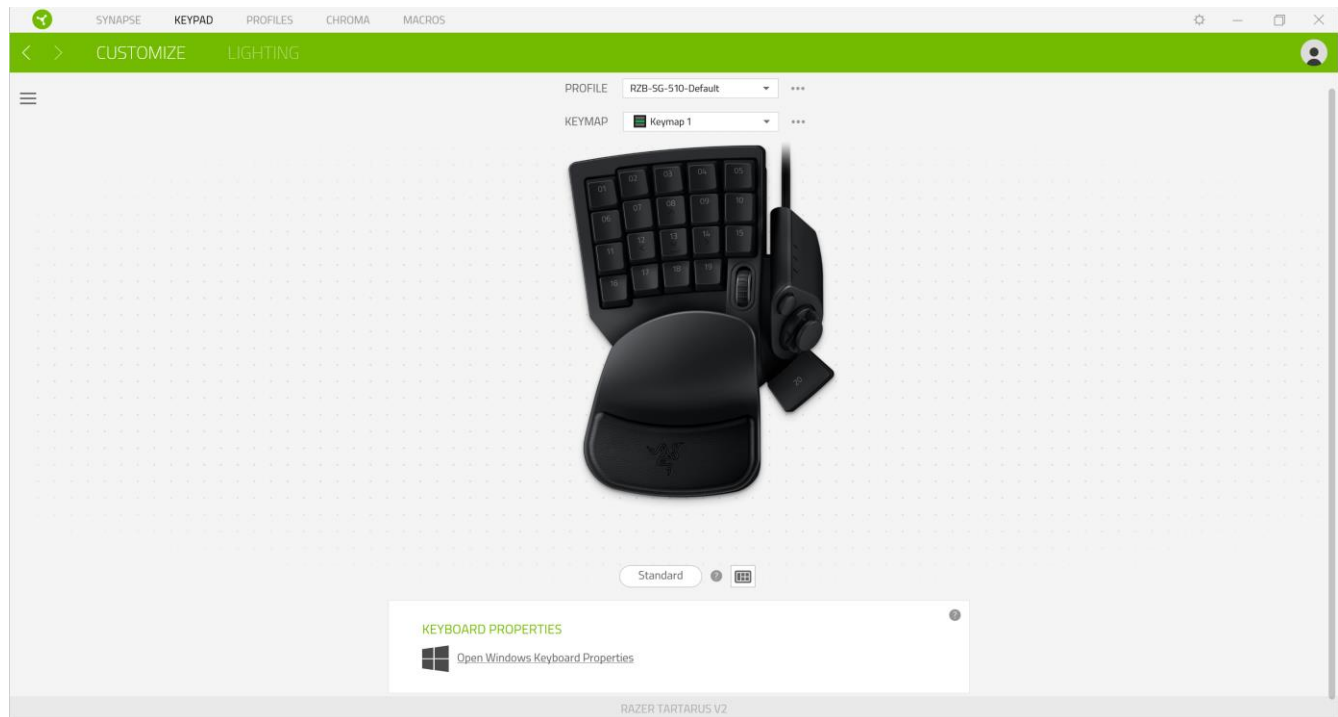 SYNAPSE KEYPAD PROFILES CHROMA MACROS
CUSTOMIZE LIGHTING
PROFILE RZB-SG-510-Default
KEYMAP Keymap 1
01 02 03 04 05
06 07 08 09 10
11 12 13 14 15
16 17 18 19
20
Standard ?
KEYBOARD PROPERTIES ?
Open Windows Keyboard Properties
RAZER TARTARUS V2